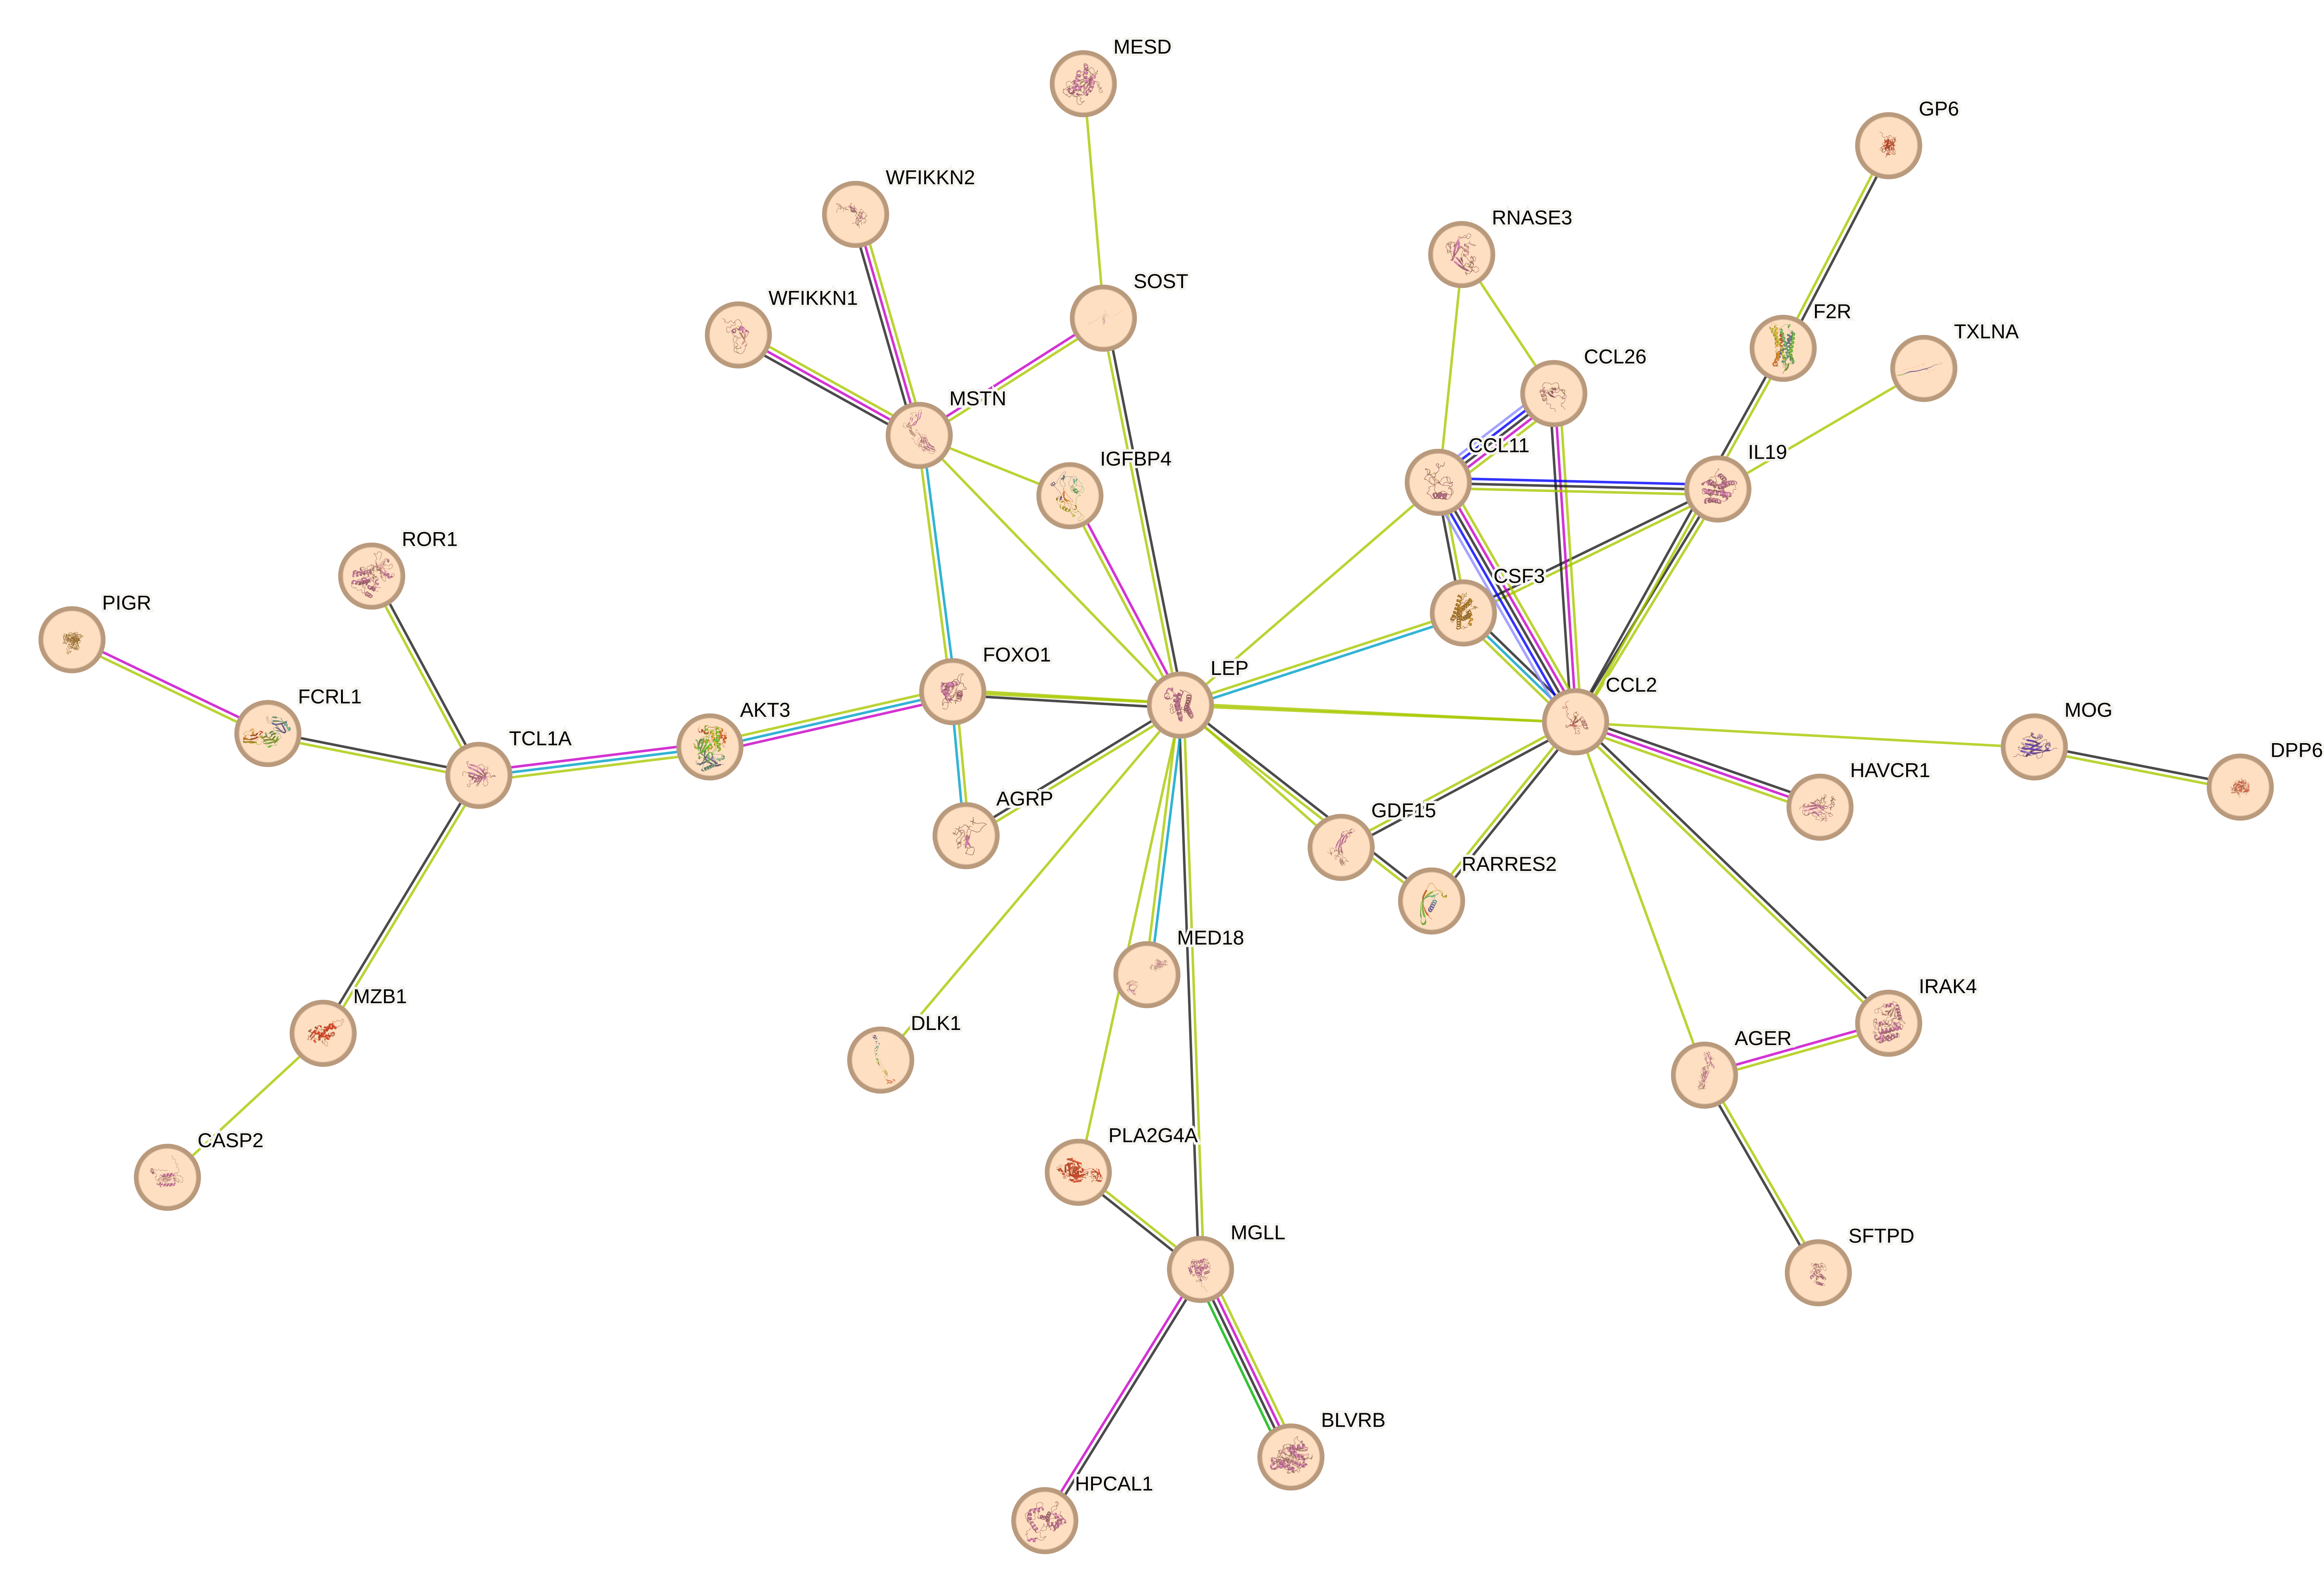 MESD
GP6
WFIKKN2
RNASE3
SOST
WFIKKN1
F2R
TXLNA
CCL26
MSTN
CCL11
IL19
IGFBP4
ROR1
CSF3
PIGR
FOXO1
LEP
CCL2
FCRL1
AKT3
MOG
TCL1A
DPP6
HAVCR1
AGRP
GDF15
RARRES2
MED18
IRAK4
MZB1
DLK1
AGER
PLA2G4A
CASP2
MGLL
SFTPD
BLVRB
HPCAL1